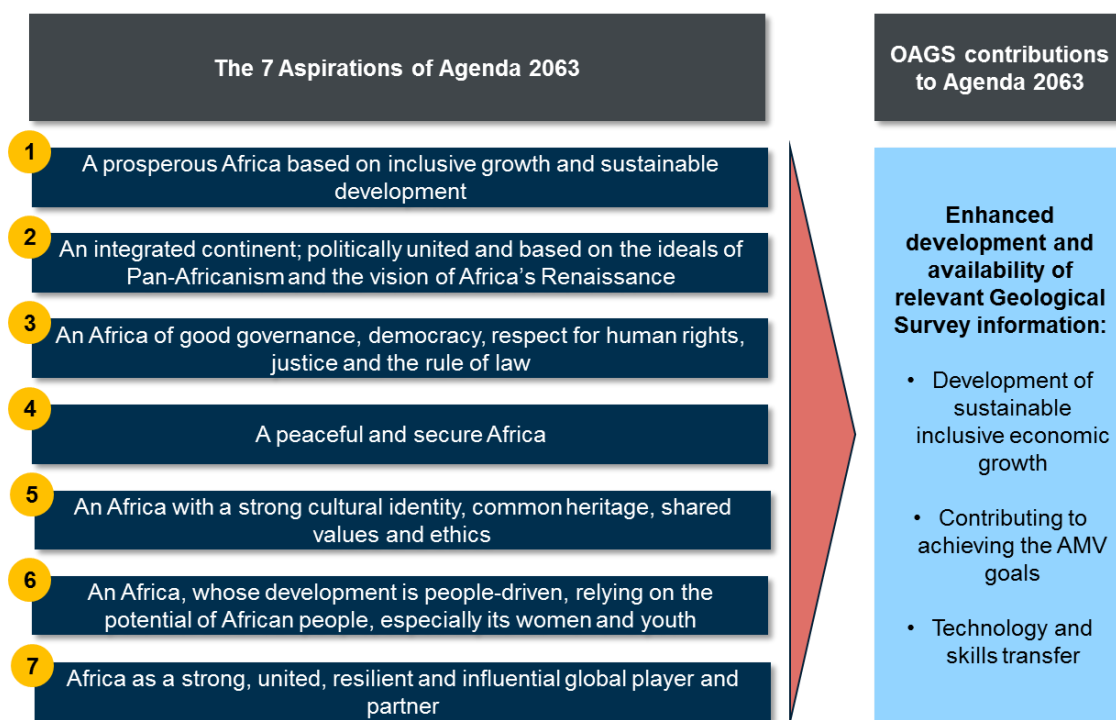 The 7 Aspirations of Agenda 2063
OAGS contributions
to Agenda 2063
1
A prosperous Africa based on inclusive growth and sustainable
development
2
An integrated continent; politically united and based on the ideals of
Pan-Africanism and the vision of Africa's Renaissance
3
An Africa of good governance, democracy, respect for human rights,
justice and the rule of law
4
A peaceful and secure Africa
5
An Africa with a strong cultural identity, common heritage, shared
values and ethics
6
An Africa, whose development is people-driven, relying on the
potential of African people, especially its women and youth
7
Africa as a strong, united, resilient and influential global player and
partner
Enhanced
development and
availability of
relevant Geological
Survey information:
• Development of
sustainable
inclusive economic
growth
• Contributing to
achieving the AMV
goals
• Technology and
skills transfer